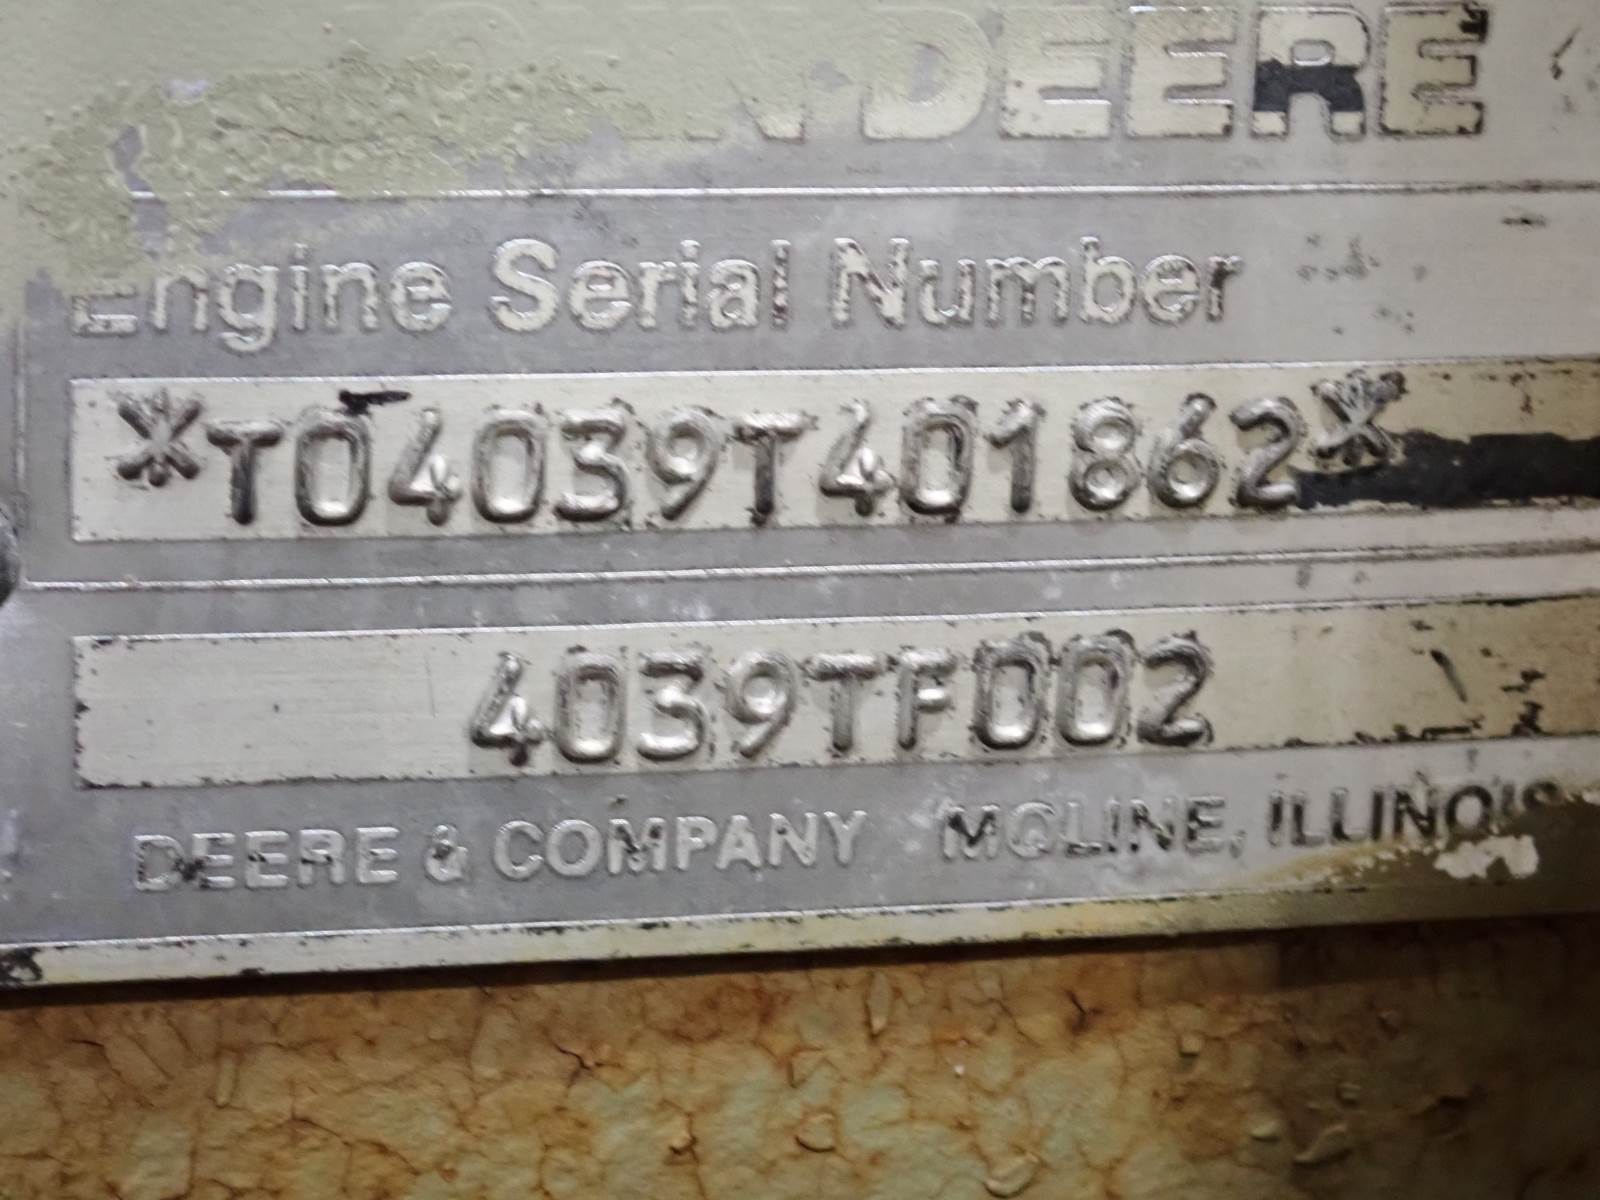 DEERE
Engine Serial Number
*T04039T401862*
4039TF002
DEERE & COMPANY MOLINE, ILLINOIS